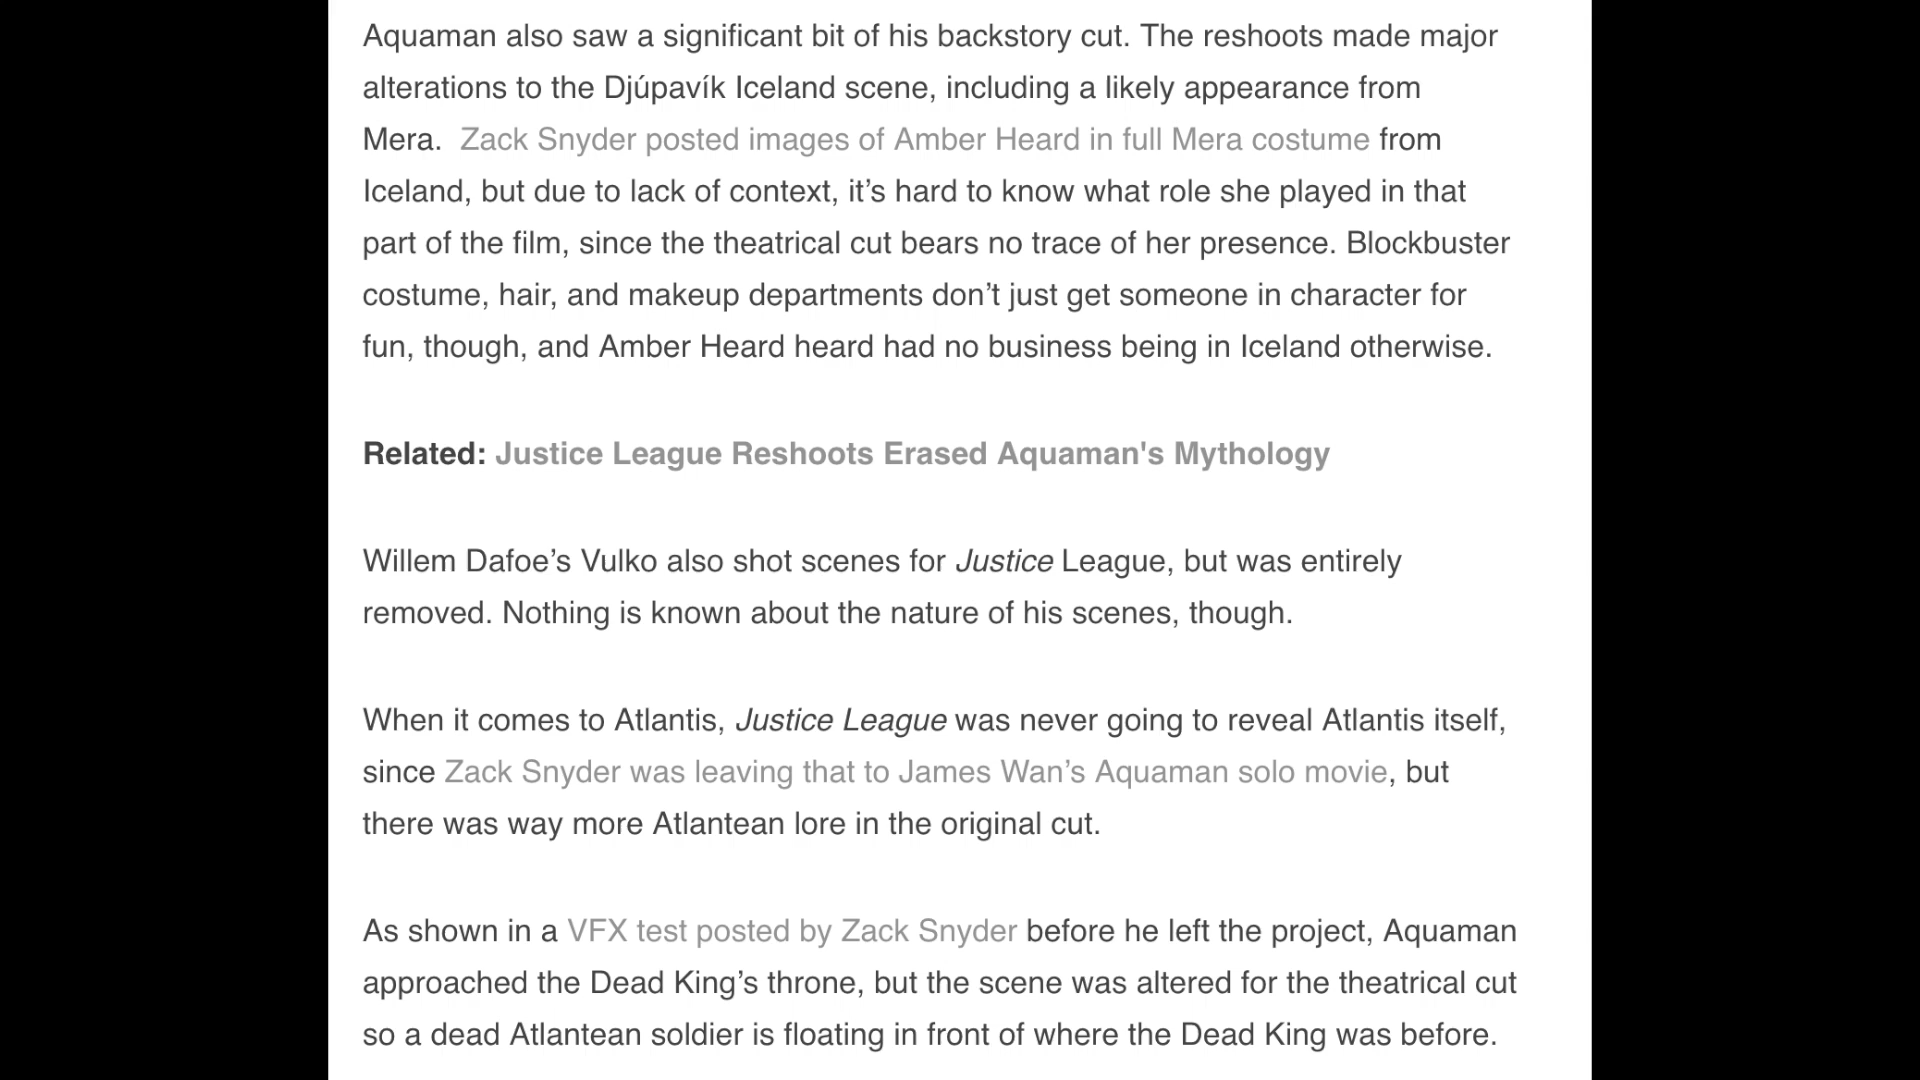 Aquaman also saw a significant bit of his backstory cut. The reshoots made major
alterations to the Djúpavík Iceland scene, including a likely appearance from
Mera.  Zack Snyder posted images of Amber Heard in full Mera costume from
Iceland, but due to lack of context, it’s hard to know what role she played in that
part of the film, since the theatrical cut bears no trace of her presence. Blockbuster
costume, hair, and makeup departments don’t just get someone in character for
fun, though, and Amber Heard heard had no business being in Iceland otherwise.
Related: Justice League Reshoots Erased Aquaman's Mythology
Willem Dafoe’s Vulko also shot scenes for Justice League, but was entirely
removed. Nothing is known about the nature of his scenes, though.
When it comes to Atlantis, Justice League was never going to reveal Atlantis itself,
since Zack Snyder was leaving that to James Wan’s Aquaman solo movie, but
there was way more Atlantean lore in the original cut.
As shown in a VFX test posted by Zack Snyder before he left the project, Aquaman
approached the Dead King’s throne, but the scene was altered for the theatrical cut
so a dead Atlantean soldier is floating in front of where the Dead King was before.